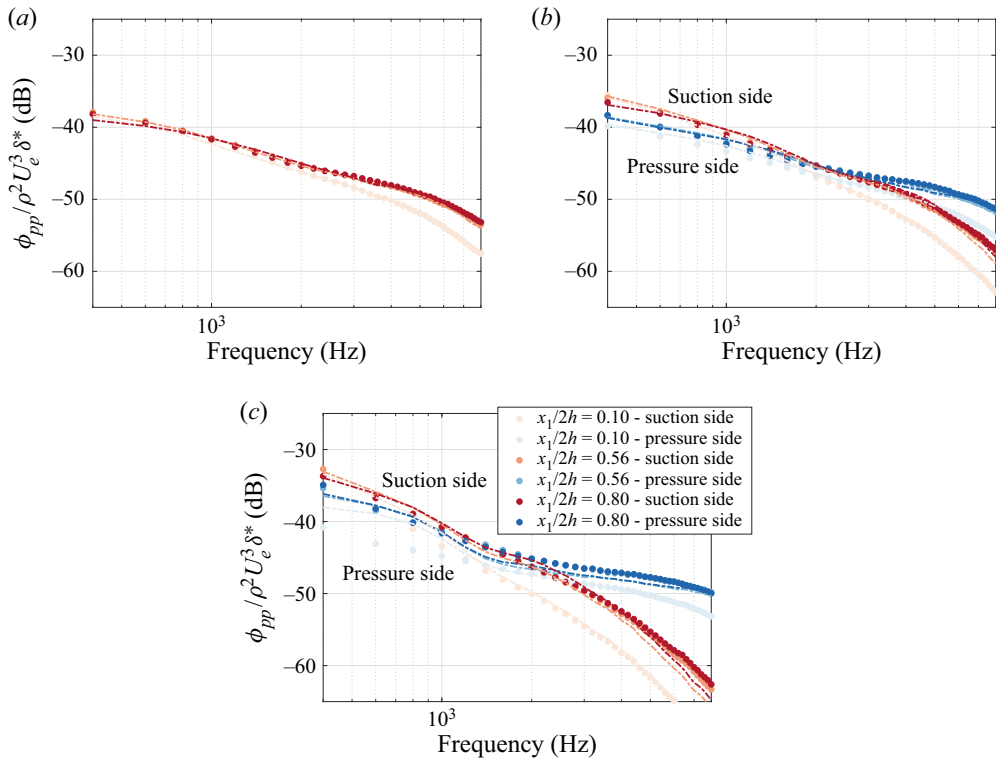 (a)
−30
−40
−50
−60
ϕpp/ρ²Uₑ³δ* (dB)
10³
Frequency (Hz)
(b)
−30
−40
−50
−60
Suction side
Pressure side
10³
Frequency (Hz)
(c)
−30
−40
−50
−60
ϕpp/ρ²Uₑ³δ* (dB)
Suction side
Pressure side
x₁/2h = 0.10 - suction side
x₁/2h = 0.10 - pressure side
x₁/2h = 0.56 - suction side
x₁/2h = 0.56 - pressure side
x₁/2h = 0.80 - suction side
x₁/2h = 0.80 - pressure side
10³
Frequency (Hz)